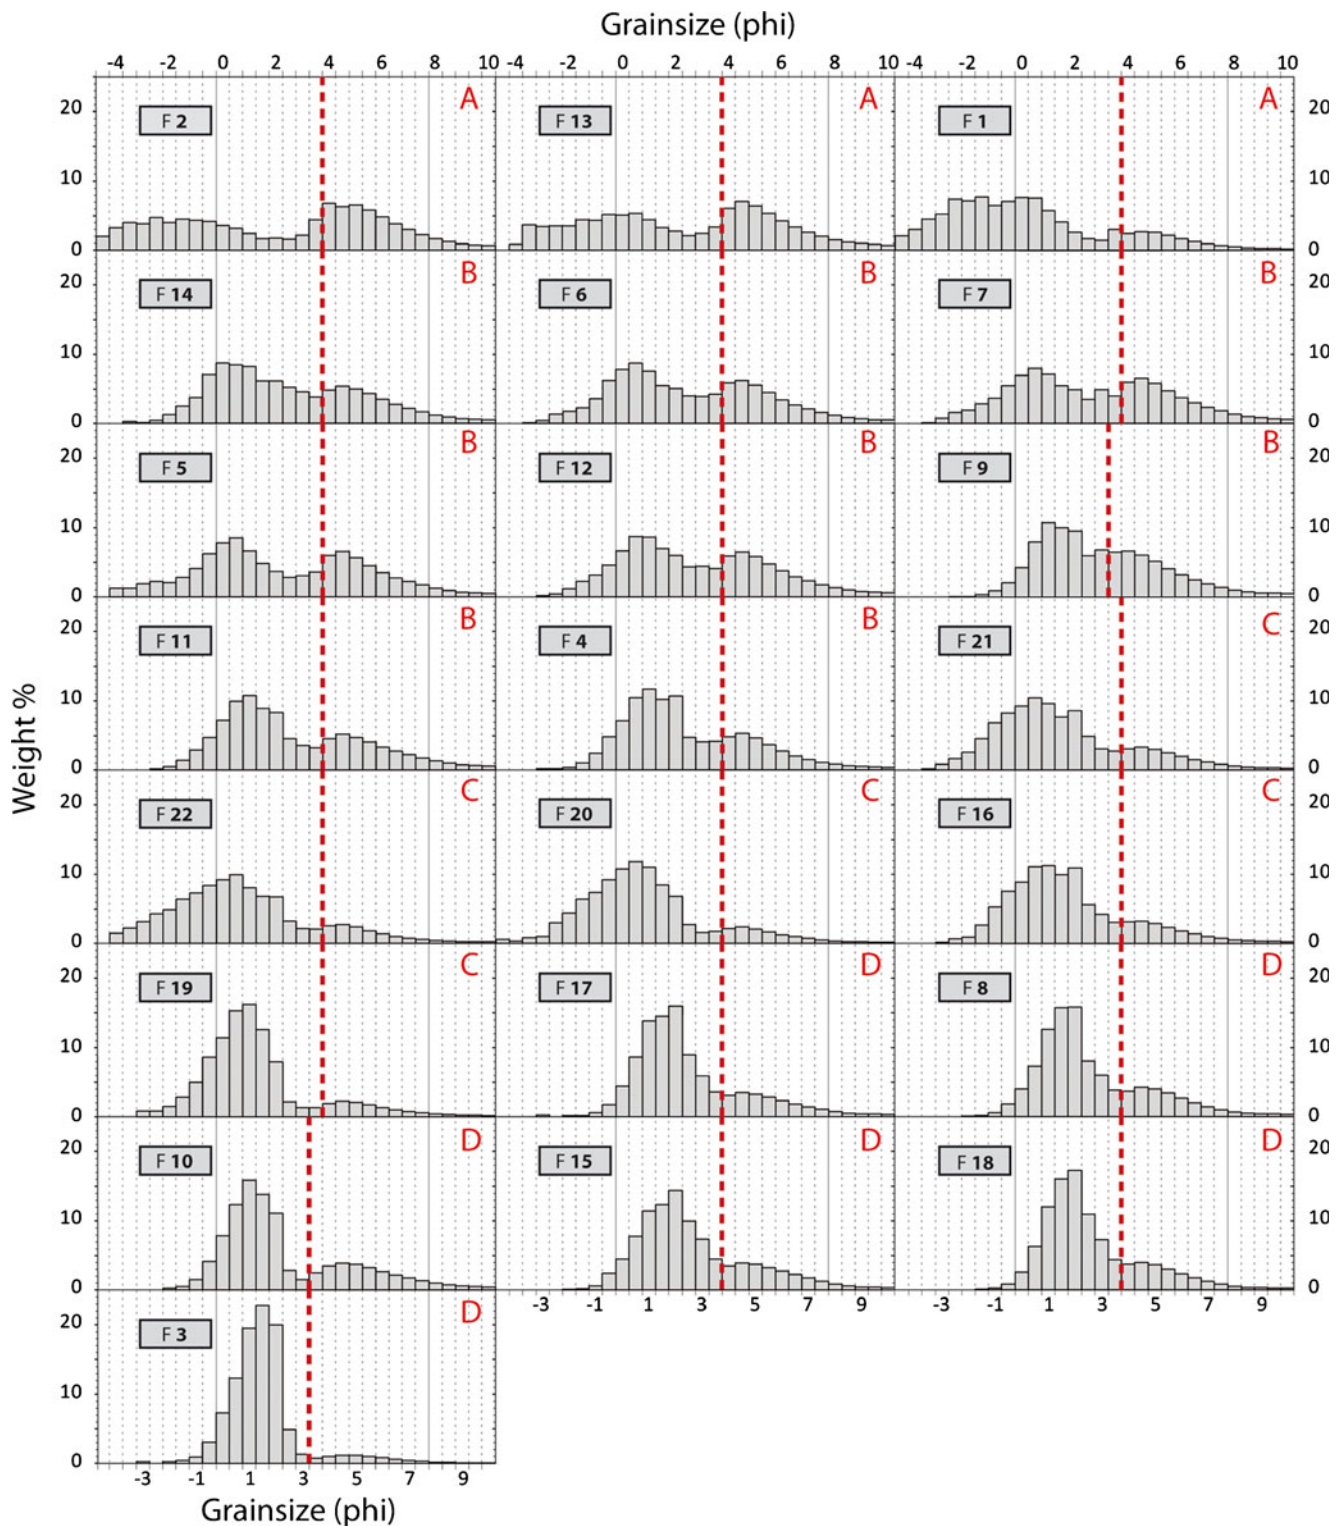 Grainsize (phi)
-4 -2 0 2 4 6 8 10 -4 -2 0 2 4 6 8 10 -4 -2 0 2 4 6 8 10
20 F 2 A F 13 A F 1 A 20
10 10
0 0
20 F 14 B F 6 B F 7 B 20
10 10
0 0
20 F 5 B F 12 B F 9 B 20
10 10
0 0
20 F 11 B F 4 B F 21 C 20
10 10
0 0
Weight %
20 F 22 C F 20 C F 16 C 20
10 10
0 0
20 F 19 C F 17 D F 8 D 20
10 10
0 0
20 F 10 D F 15 D F 18 D 20
10 10
0 0
-3 -1 1 3 5 7 9 -3 -1 1 3 5 7 9
20 F 3 D
10
0
-3 -1 1 3 5 7 9
Grainsize (phi)